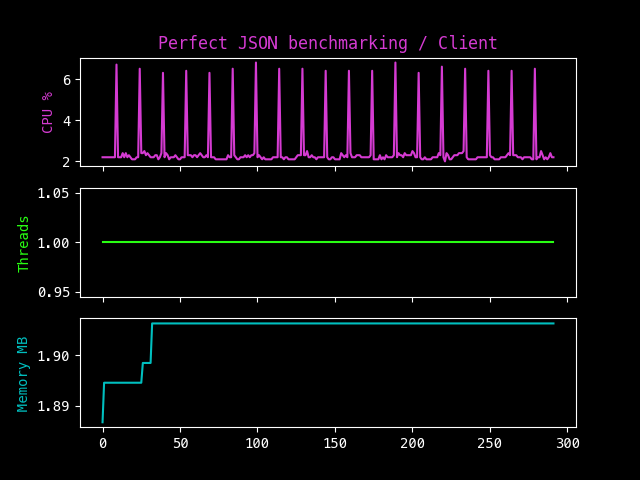 Perfect JSON benchmarking / Client
CPU %
6
4
2
Threads
1.05
1.00
0.95
Memory MB
1.90
1.89
0 50 100 150 200 250 300